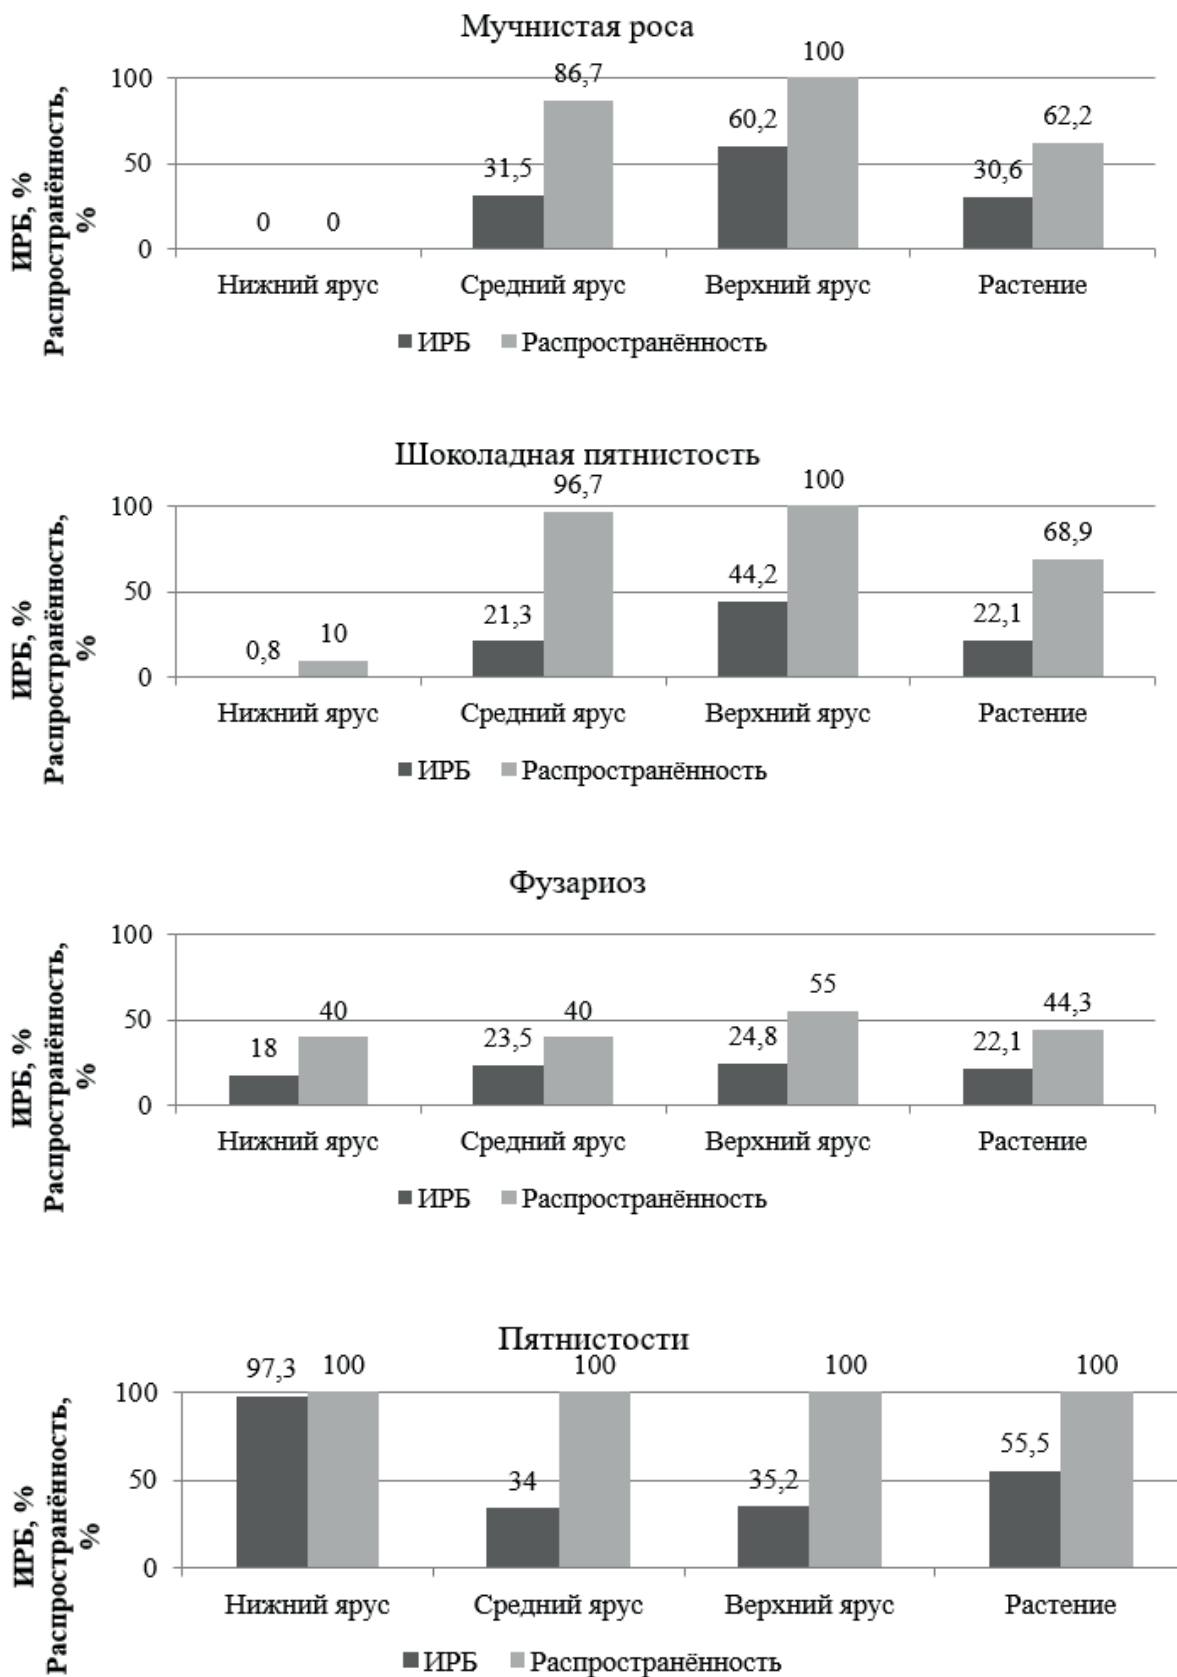 Мучнистая роса
ИРБ, %
Распространённость,
%
100
50
0
0 0 31,5 86,7 60,2 100 30,6 62,2
Нижний ярус Средний ярус Верхний ярус Растение
ИРБ Распространённость
Шоколадная пятнистость
ИРБ, %
Распространённость,
%
100
50
0
0,8 10 21,3 96,7 44,2 100 22,1 68,9
Нижний ярус Средний ярус Верхний ярус Растение
ИРБ Распространённость
Фузариоз
ИРБ, %
Распространённость,
%
100
50
0
18 40 23,5 40 24,8 55 22,1 44,3
Нижний ярус Средний ярус Верхний ярус Растение
ИРБ Распространённость
Пятнистости
ИРБ, %
Распространённость,
%
100
50
0
97,3 100 34 100 35,2 100 55,5 100
Нижний ярус Средний ярус Верхний ярус Растение
ИРБ Распространённость